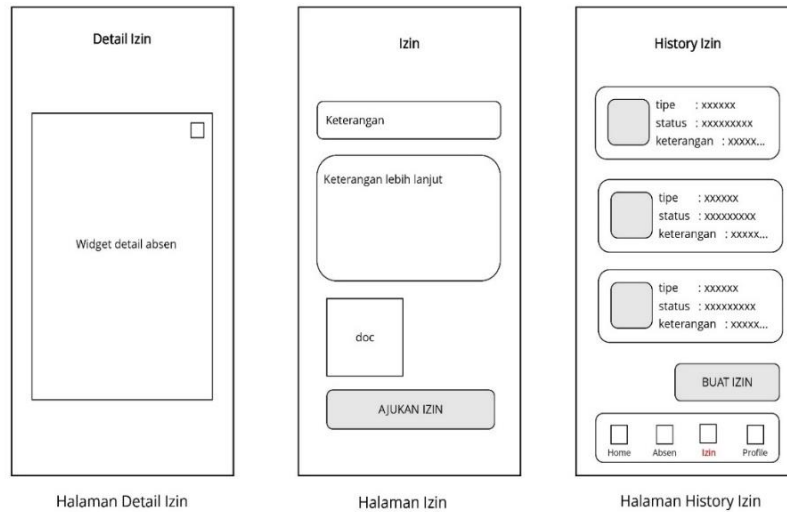 Detail Izin
Widget detail absen
Halaman Detail Izin
Izin
Keterangan
Keterangan lebih lanjut
doc
AJUKAN IZIN
Halaman Izin
History Izin
tipe : xxxxxx
status : xxxxxxxxx
keterangan : xxxxx...
tipe : xxxxxx
status : xxxxxxxxx
keterangan : xxxxx...
tipe : xxxxxx
status : xxxxxxxxx
keterangan : xxxxx...
BUAT IZIN
Home Absen Izin Profile
Halaman History Izin